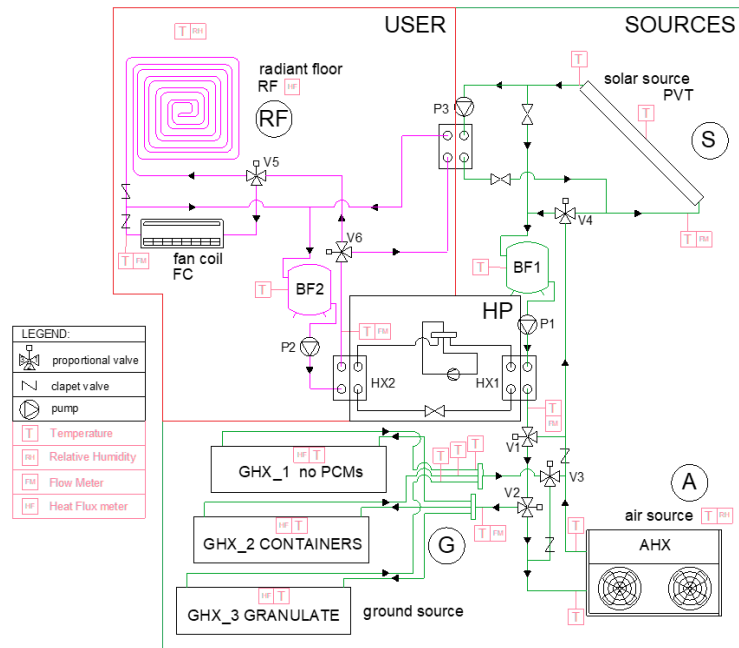 USER
SOURCES
T RH
radiant floor
RF HF
RF
solar source
PVT
T
T
S
P3
V5
V4
T FM
V6
fan coil
FC
T FM
BF2
T
BF1
T
HP
P1
P2
T FM
HX2
HX1
T
FM
LEGEND:
proportional valve
clapet valve
pump
T Temperature
RH Relative Humidity
FM Flow Meter
HF Heat Flux meter
V1
HF T
GHX_1 no PCMs
T T T
V3
A
V2
HF T
GHX_2 CONTAINERS
T FM
G
air source T RH
T
AHX
HF T
GHX_3 GRANULATE
ground source
T